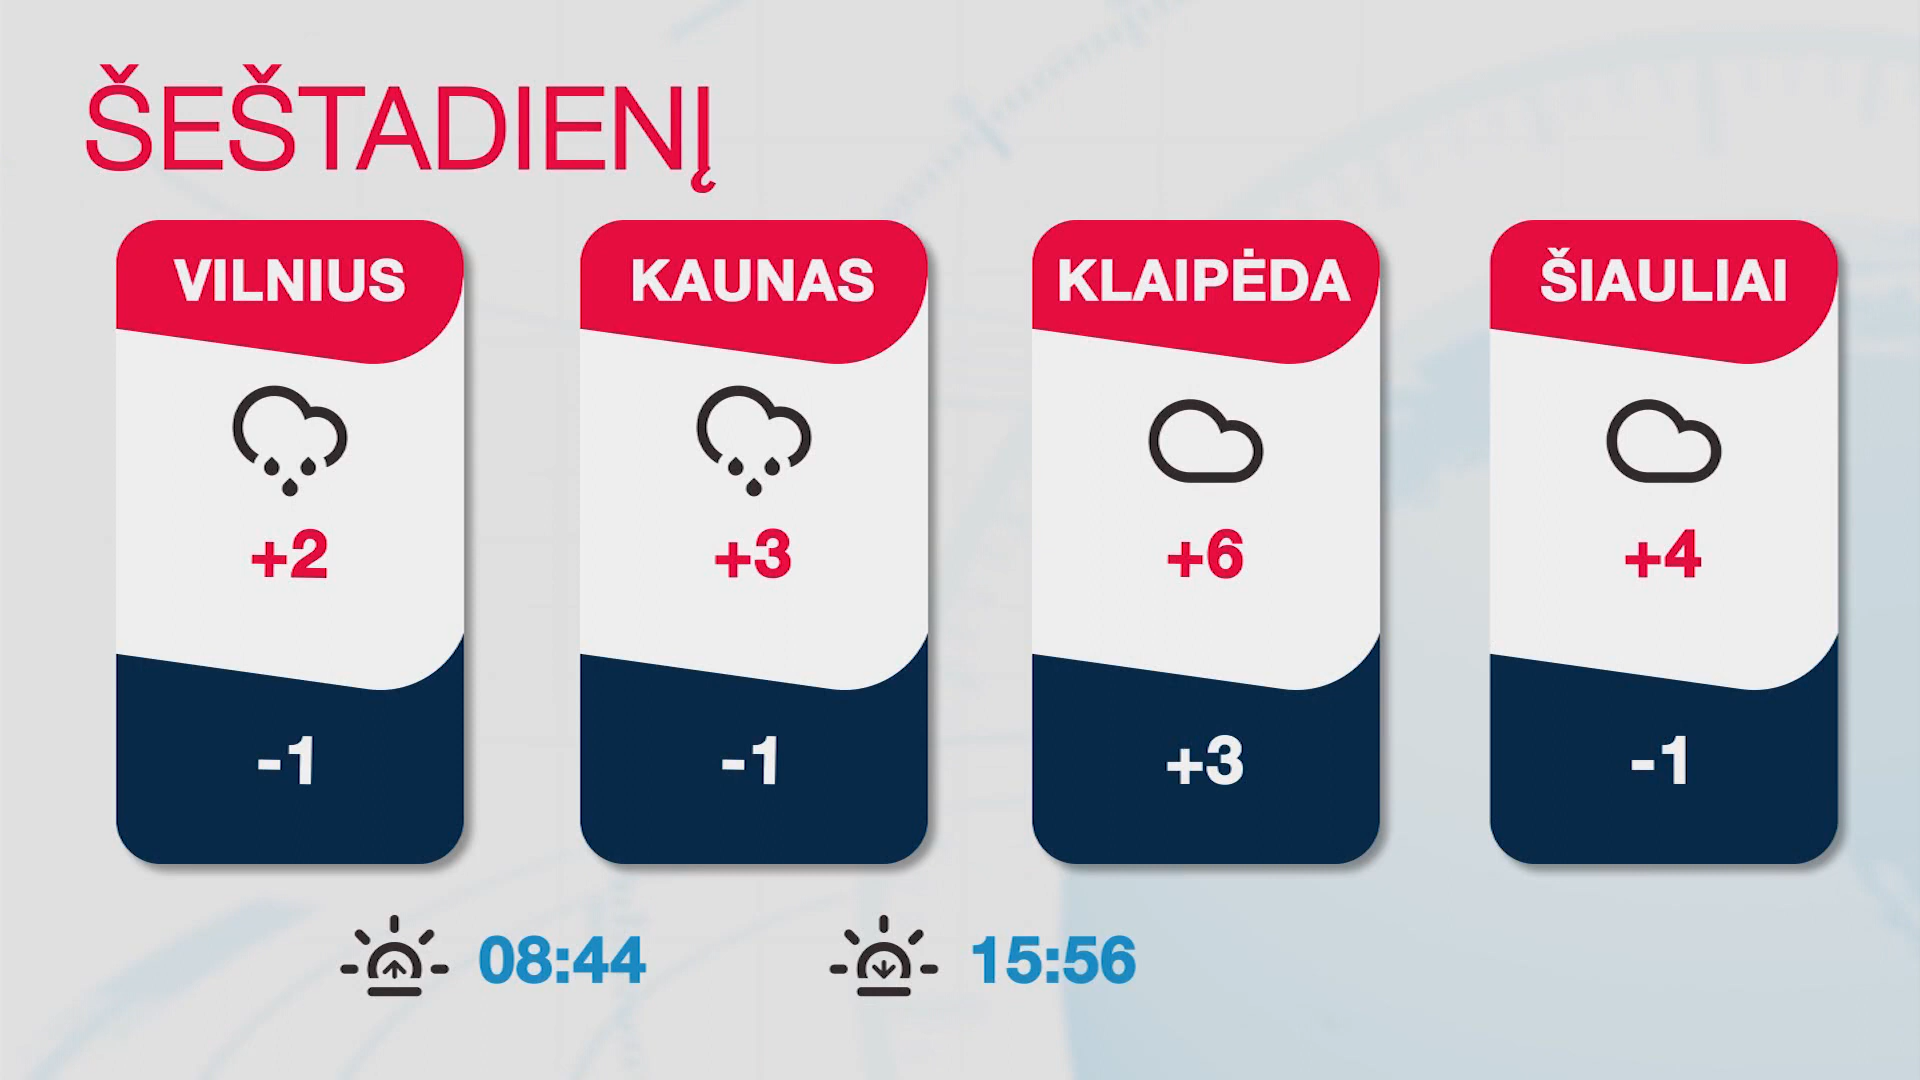 ŠEŠTADIENĮ
VILNIUS
+2
-1
KAUNAS
+3
-1
KLAIPĖDA
+6
+3
ŠIAULIAI
+4
-1
08:44
15:56